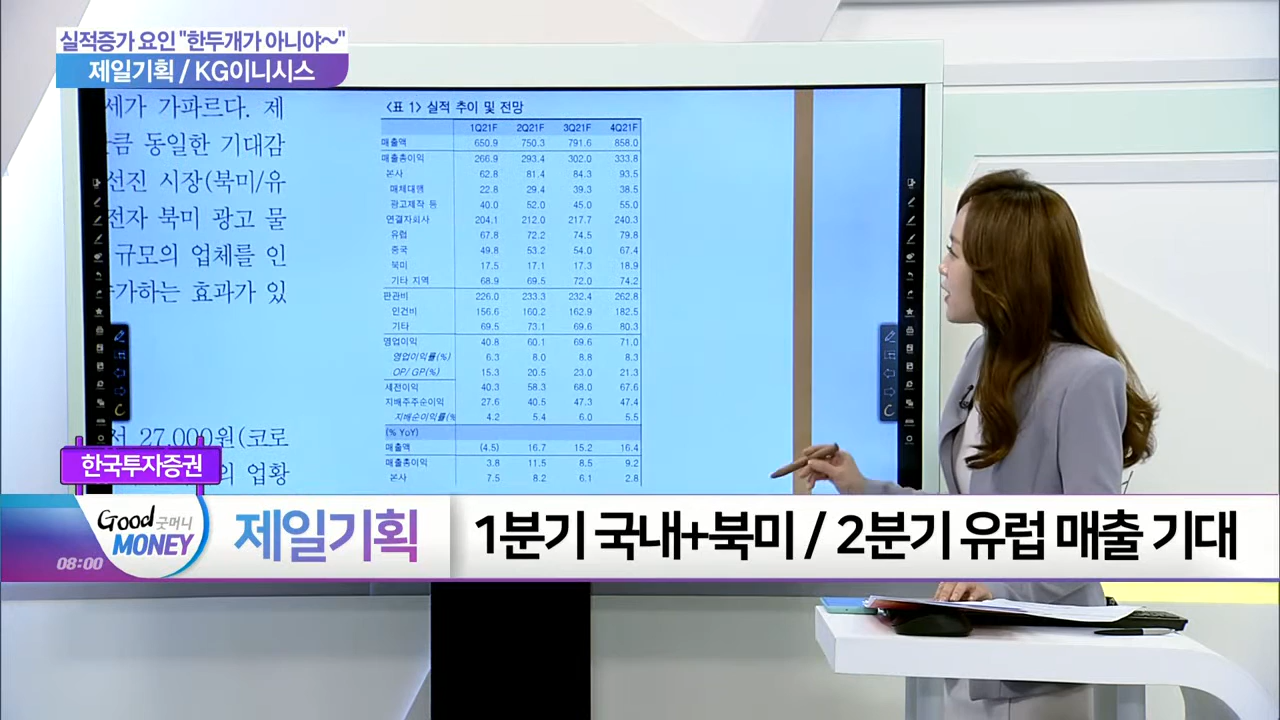 실적증가 요인 "한두개가 아니야~"
제일기획 / KG이니시스
세가 가파르다. 제
큼 동일한 기대감
선진 시장(북미/유
전자 북미 광고 물
규모의 업체를 인
가하는 효과가 있
27,000원(코로
의 업황
<표 1> 실적 추이 및 전망
1Q21F 2Q21F 3Q21F 4Q21F
매출액 650.9 750.3 791.6 858.0
매출총이익 266.9 293.4 302.0 333.8
본사 62.8 81.4 84.3 93.5
매체대행 22.8 29.4 39.3 38.5
광고제작 등 40.0 52.0 45.0 55.0
연결자회사 204.1 212.0 217.7 240.3
유럽 67.8 72.2 74.5 79.8
중국 49.8 53.2 54.0 67.4
북미 17.5 17.1 17.3 18.9
기타 지역 68.9 69.5 72.0 74.2
판관비 226.0 233.3 232.4 262.8
인건비 156.6 160.2 162.9 182.5
기타 69.5 73.1 69.6 80.3
영업이익 40.8 60.1 69.6 71.0
영업이익률(%) 6.3 8.0 8.8 8.3
OP/ GP(%) 15.3 20.5 23.0 21.3
세전이익 40.3 58.3 68.0 67.6
지배주주순이익 27.6 40.5 47.3 47.4
지배순이익률(% 4.2 5.4 6.0 5.5
(% YoY)
매출액 (4.5) 16.7 15.2 16.4
매출총이익 3.8 11.5 8.5 9.2
본사 7.5 8.2 6.1 2.8
한국투자증권
Good 굿머니
MONEY
08:00
제일기획
1분기 국내+북미 / 2분기 유럽 매출 기대